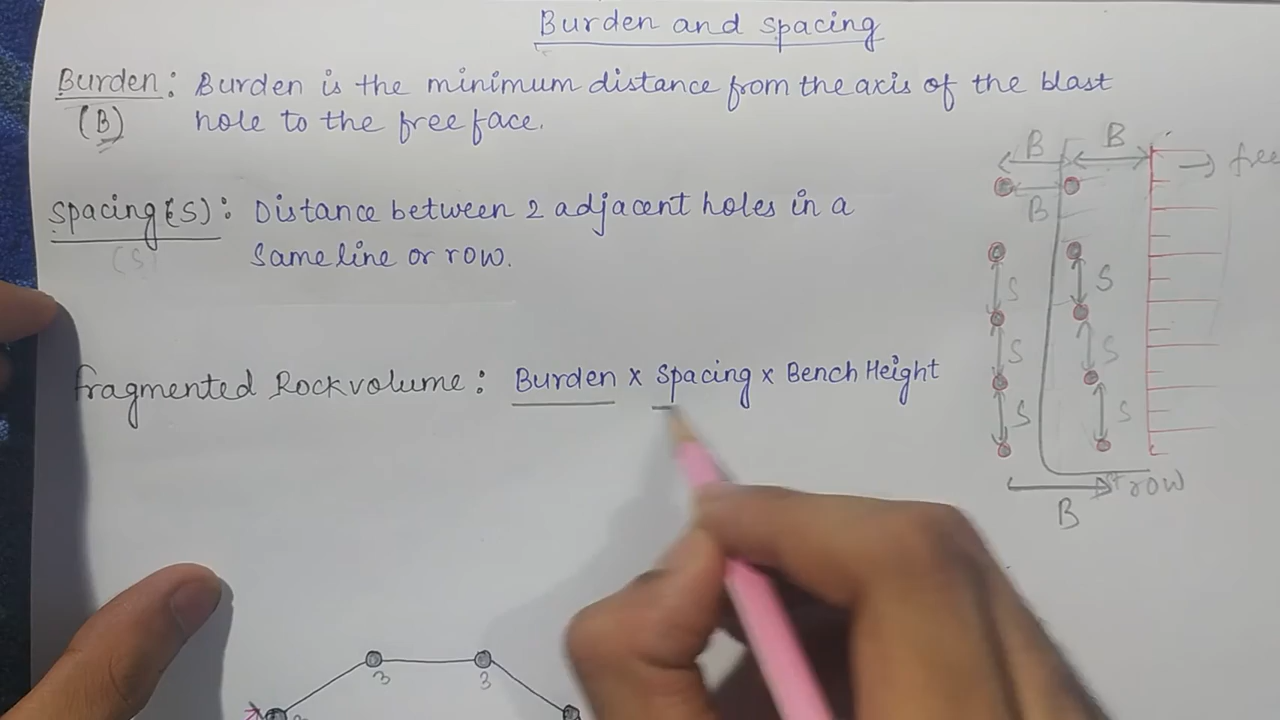 Burden and spacing
Burden: Burden is the minimum distance from the axis of the blast
(B) hole to the free face.
Spacing(S): Distance between 2 adjacent holes in a
(S
Same line or row.
fragmented Rock volume: Burden x Spacing x Bench Height
B B
free
B
S
S
S
S
S
S
row
B
3 3